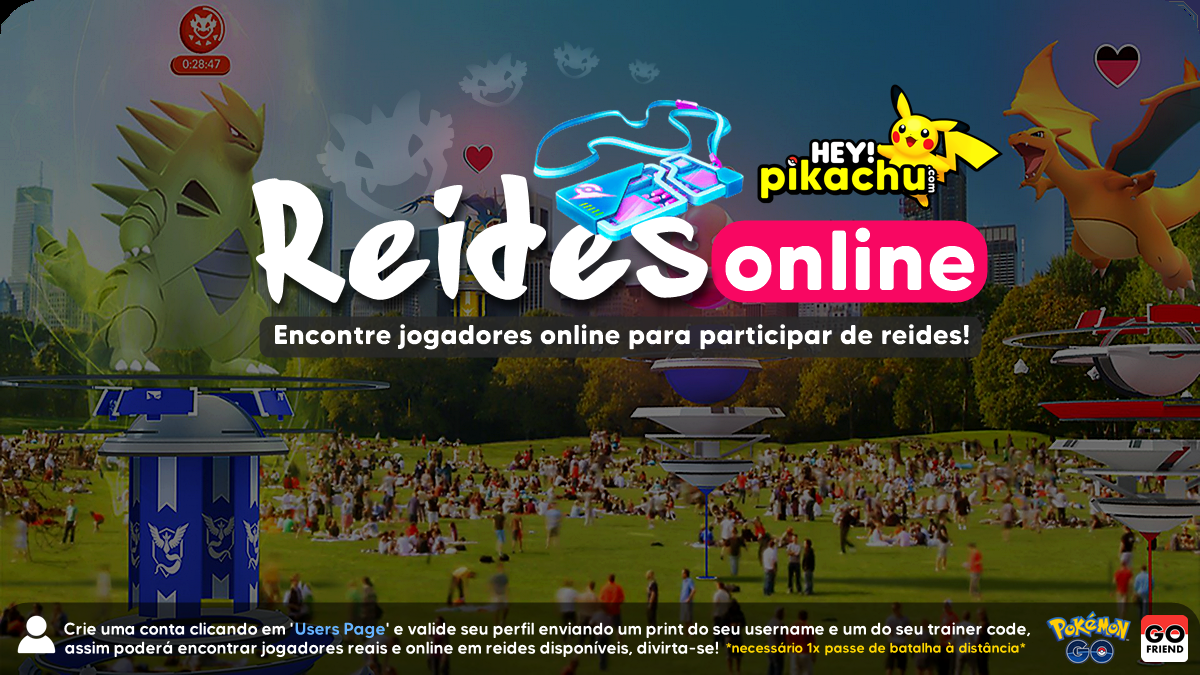 0:28:47
HEY!
pikachu.com
Reides online
Encontre jogadores online para participar de reides!
Crie uma conta clicando em 'Users Page' e valide seu perfil enviando um print do seu username e um do seu trainer code,
assim poderá encontrar jogadores reais e online em reides disponíveis, divirta-se! *necessário 1x passe de batalha à distância*
POKÉMON
GO
GO
FRIEND